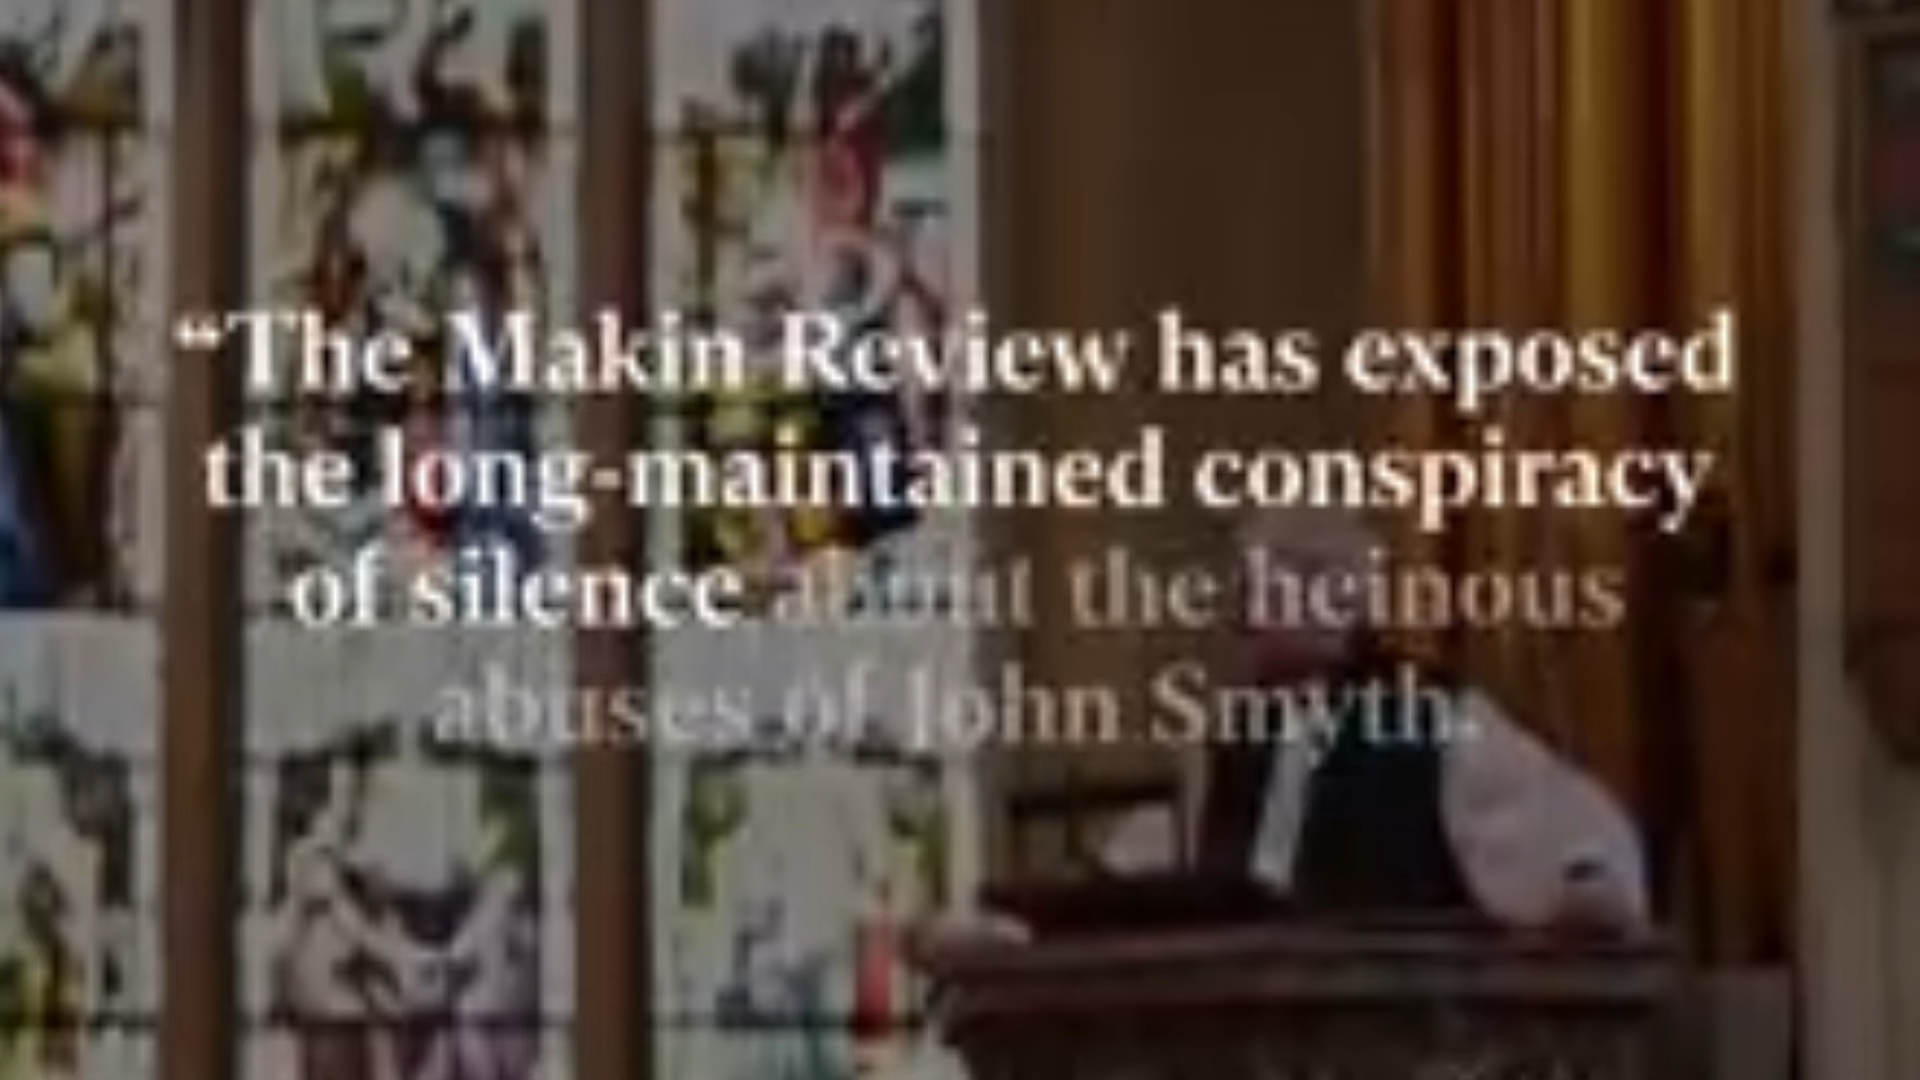 “The Makin Review has exposed
the long-maintained conspiracy
of silence about the heinous
abuses of John Smyth.